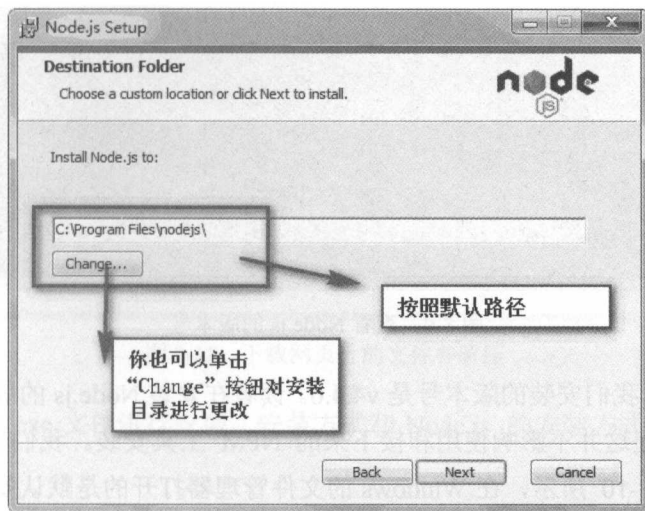 Node.js Setup
Destination Folder
Choose a custom location or click Next to install.
node
JS
Install Node.js to:
C:\Program Files\nodejs\
Change...
按照默认路径
你也可以单击
“Change”按钮对安装
目录进行更改
Back
Next
Cancel